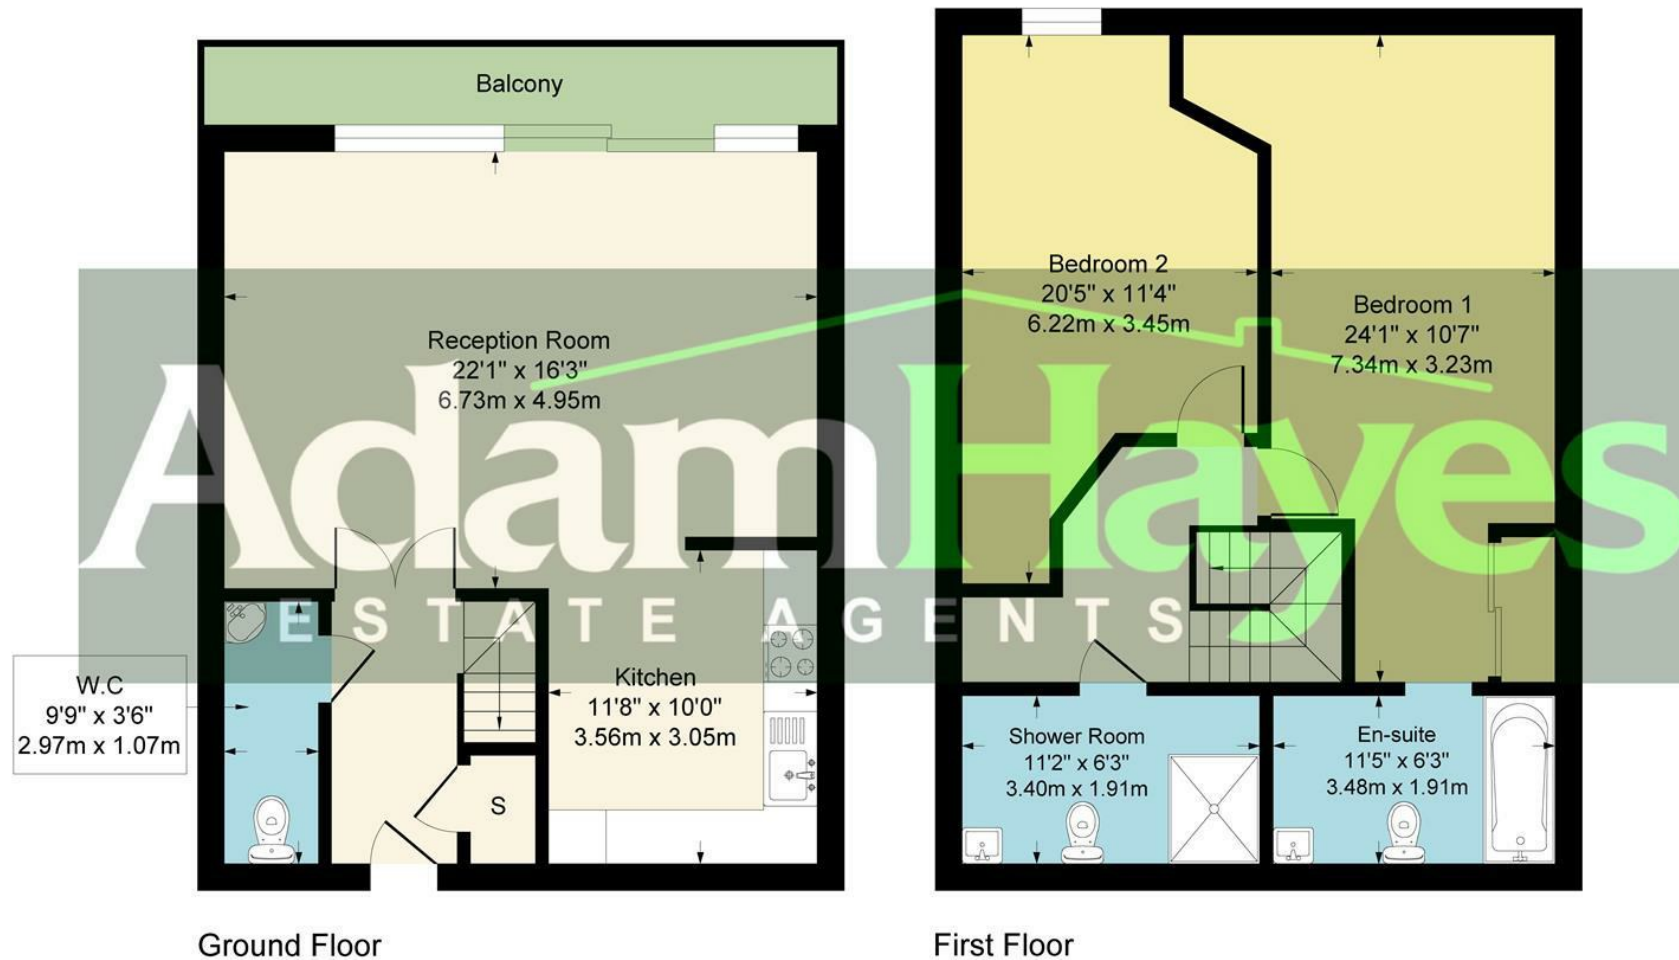 Balcony
Reception Room
22'1" x 16'3"
6.73m x 4.95m
W.C
9'9" x 3'6"
2.97m x 1.07m
Kitchen
11'8" x 10'0"
3.56m x 3.05m
S
Ground Floor
Bedroom 2
20'5" x 11'4"
6.22m x 3.45m
Bedroom 1
24'1" x 10'7"
7.34m x 3.23m
Shower Room
11'2" x 6'3"
3.40m x 1.91m
En-suite
11'5" x 6'3"
3.48m x 1.91m
First Floor
AdamHayes
ESTATE AGENTS